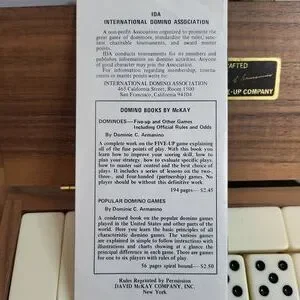 IDA
INTERNATIONAL DOMINO ASSOCIATION
A non-profit Association organized to promote the
great game of dominoes, standardize the rules, sanc-
tion charitable tournaments, and award master
points.
IDA conducts tournaments for its members and
publishes information on domino activities. Anyone
of good character may join the Association.
For information regarding membership, tourna-
ments or master points write to:
INTERNATIONAL DOMINO ASSOCIATION
465 California Street, Room 1100
San Francisco, California 94104
DOMINO BOOKS BY McKAY
DOMINOES—Five-up and Other Games
Including Official Rules and Odds
By Dominic C. Armanino
A complete work on the FIVE-UP game explaining
all of the fine points of play. With this book you
learn how to improve your scoring skill, how to
plan your strategy, how to evaluate specific plays,
how to master suit control and the best choice of
plays. It includes a series of lessons on the two-,
three-, and four-handed (partnership) games. No
player should be without this definitive work
194 pages—$2.45
POPULAR DOMINO GAMES
By Dominic C. Armanino
A condensed book on the popular domino games
played in the United States and other parts of the
world. Here you learn the basic principles of all
characteristic domino games. The various games
are explained in simple to follow instructions with
illustrations and charts showing at a glance the
principal difference in each game. There are games
for one to six players with rules of play.
56 pages spiral bound—$2.50
Rules Reprinted by Permission
DAVID McKAY COMPANY, INC.
New York
AFTED
E-UP COMPANY